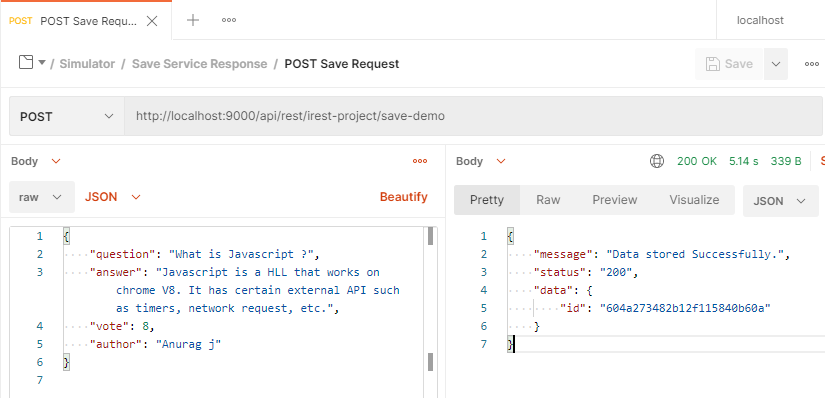 POST POST Save Requ...
localhost
/ Simulator / Save Service Response / POST Save Request
Save
POST http://localhost:9000/api/rest/irest-project/save-demo
Body
raw JSON Beautify
1 {
2 "question": "What is Javascript ?",
3 "answer": "Javascript is a HLL that works on
chrome V8. It has certain external API such
as timers, network request, etc.",
4 "vote": 8,
5 "author": "Anurag j"
6 }
7
Body 200 OK 5.14 s 339 B
Pretty Raw Preview Visualize JSON
1 {
2 "message": "Data stored Successfully.",
3 "status": "200",
4 "data": {
5 "id": "604a273482b12f115840b60a"
6 }
7 }